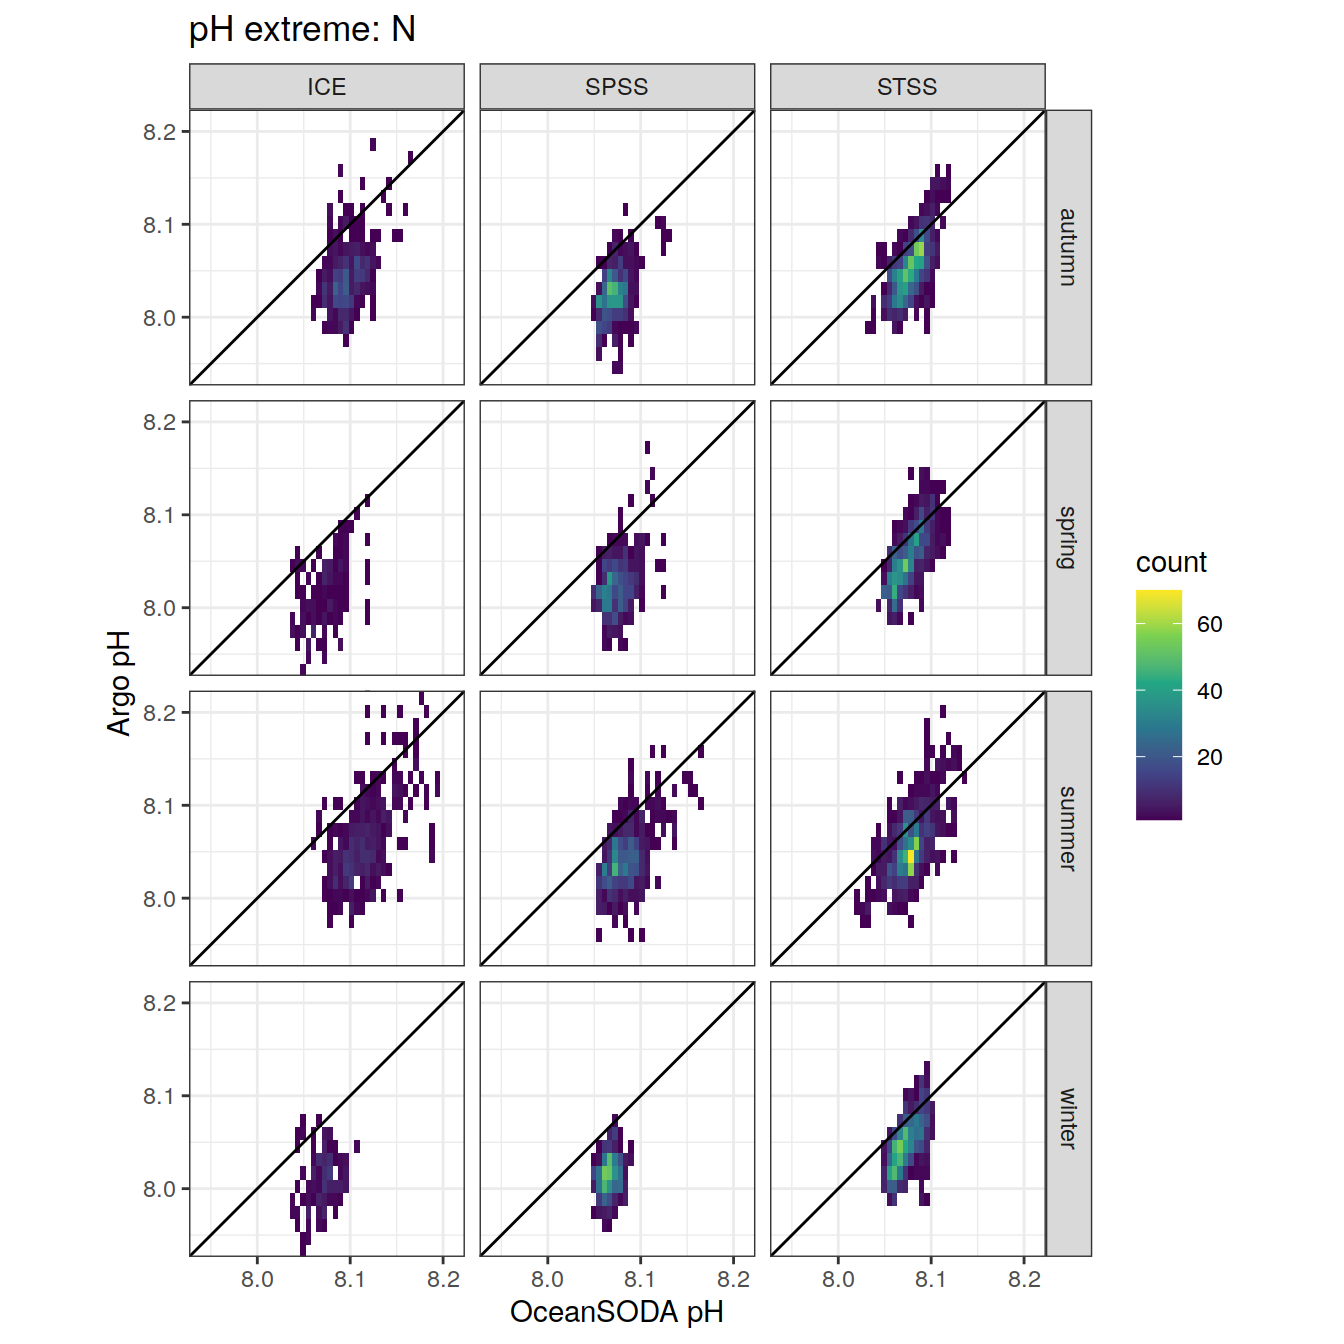 pH extreme: N
ICE SPSS STSS
8.2
8.1
8.0
autumn
8.2
8.1
8.0
spring
8.2
8.1
8.0
summer
8.2
8.1
8.0
winter
8.0 8.1 8.2 8.0 8.1 8.2 8.0 8.1 8.2
OceanSODA pH
Argo pH
count
60
40
20